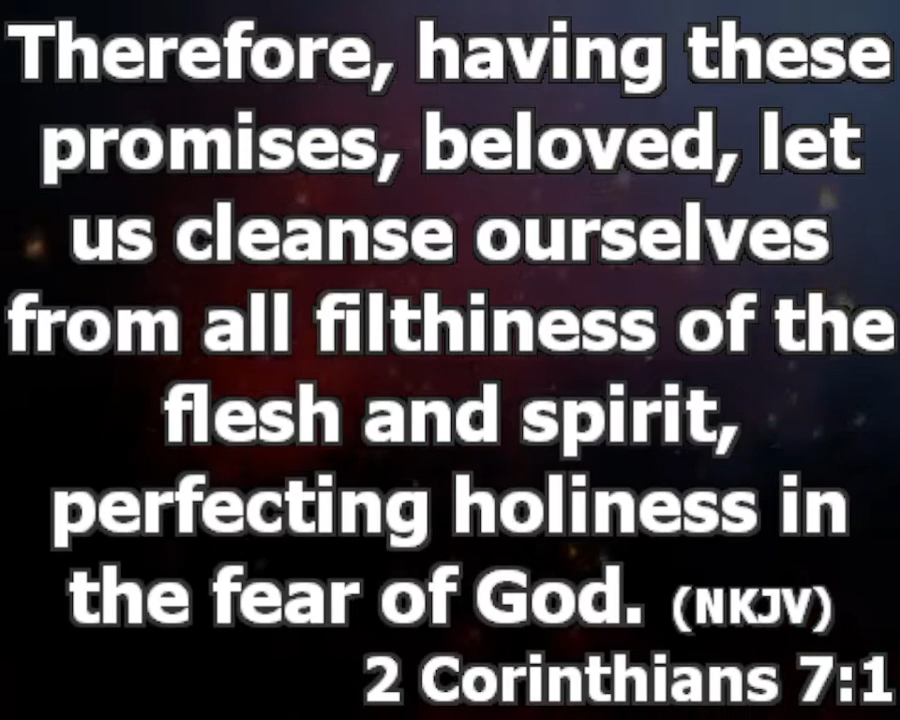 Therefore, having these
promises, beloved, let
us cleanse ourselves
from all filthiness of the
flesh and spirit,
perfecting holiness in
the fear of God. (NKJV)
2 Corinthians 7:1